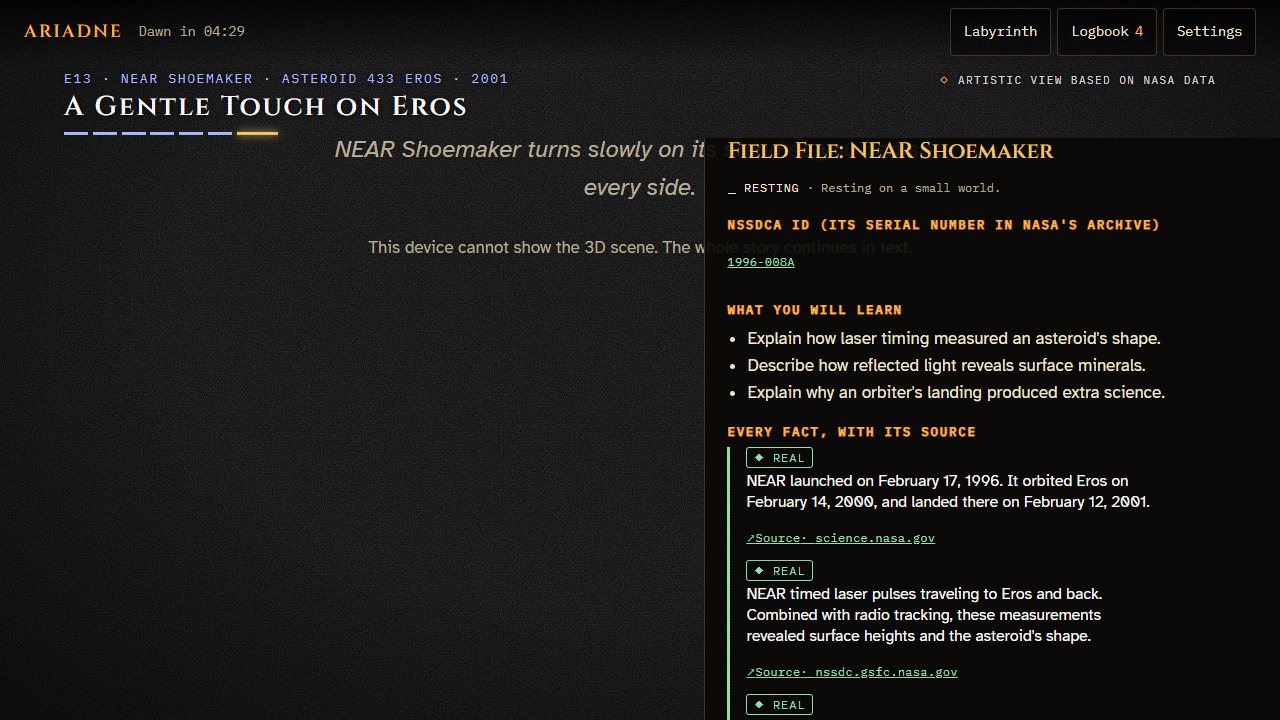 ARIADNE
Dawn in 04:29
Labyrinth
Logbook 4
Settings
E13 · NEAR SHOEMAKER · ASTEROID 433 EROS · 2001
◇ ARTISTIC VIEW BASED ON NASA DATA
A Gentle Touch on Eros
NEAR Shoemaker turns slowly on its
every side.
This device cannot show the 3D scene. The whole story continues in text.
Field File: NEAR Shoemaker
_ RESTING · Resting on a small world.
NSSDCA ID (ITS SERIAL NUMBER IN NASA'S ARCHIVE)
1996-008A
WHAT YOU WILL LEARN
• Explain how laser timing measured an asteroid's shape.
• Describe how reflected light reveals surface minerals.
• Explain why an orbiter's landing produced extra science.
EVERY FACT, WITH ITS SOURCE
◆ REAL
NEAR launched on February 17, 1996. It orbited Eros on
February 14, 2000, and landed there on February 12, 2001.
↗Source· science.nasa.gov
◆ REAL
NEAR timed laser pulses traveling to Eros and back.
Combined with radio tracking, these measurements
revealed surface heights and the asteroid's shape.
↗Source· nssdc.gsfc.nasa.gov
◆ REAL